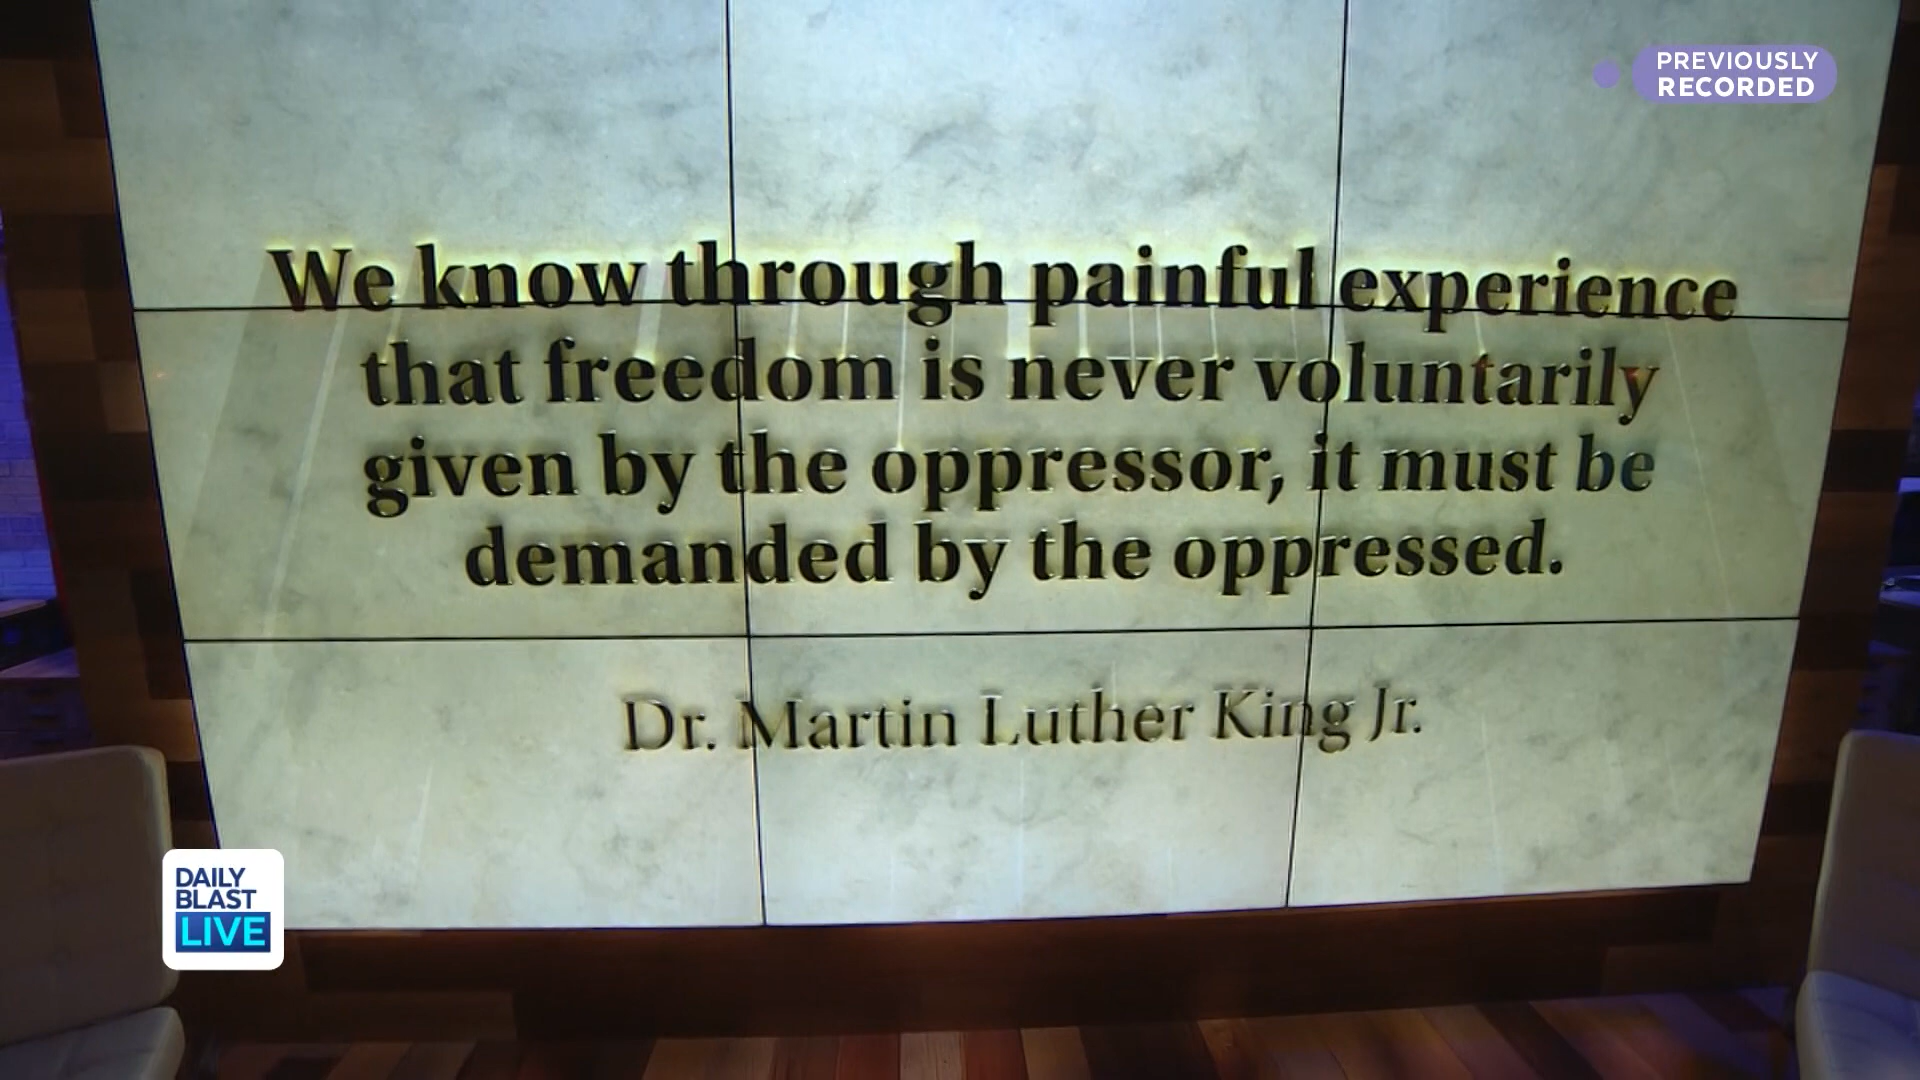 PREVIOUSLY
RECORDED
We know through painful experience
that freedom is never voluntarily
given by the oppressor, it must be
demanded by the oppressed.
Dr. Martin Luther King Jr.
DAILY
BLAST
LIVE